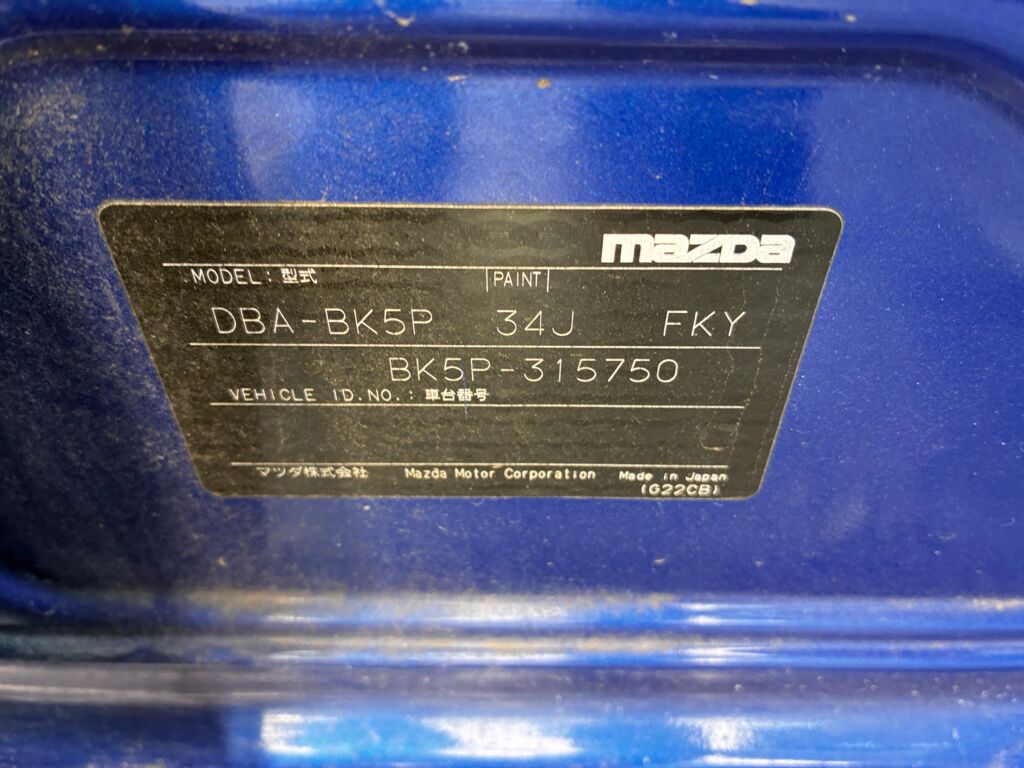 mazda
MODEL: 型式 PAINT
DBA-BK5P 34J FKY
BK5P-315750
VEHICLE ID.NO.: 車台番号
マツダ株式会社 Mazda Motor Corporation Made in Japan
(G22CB)